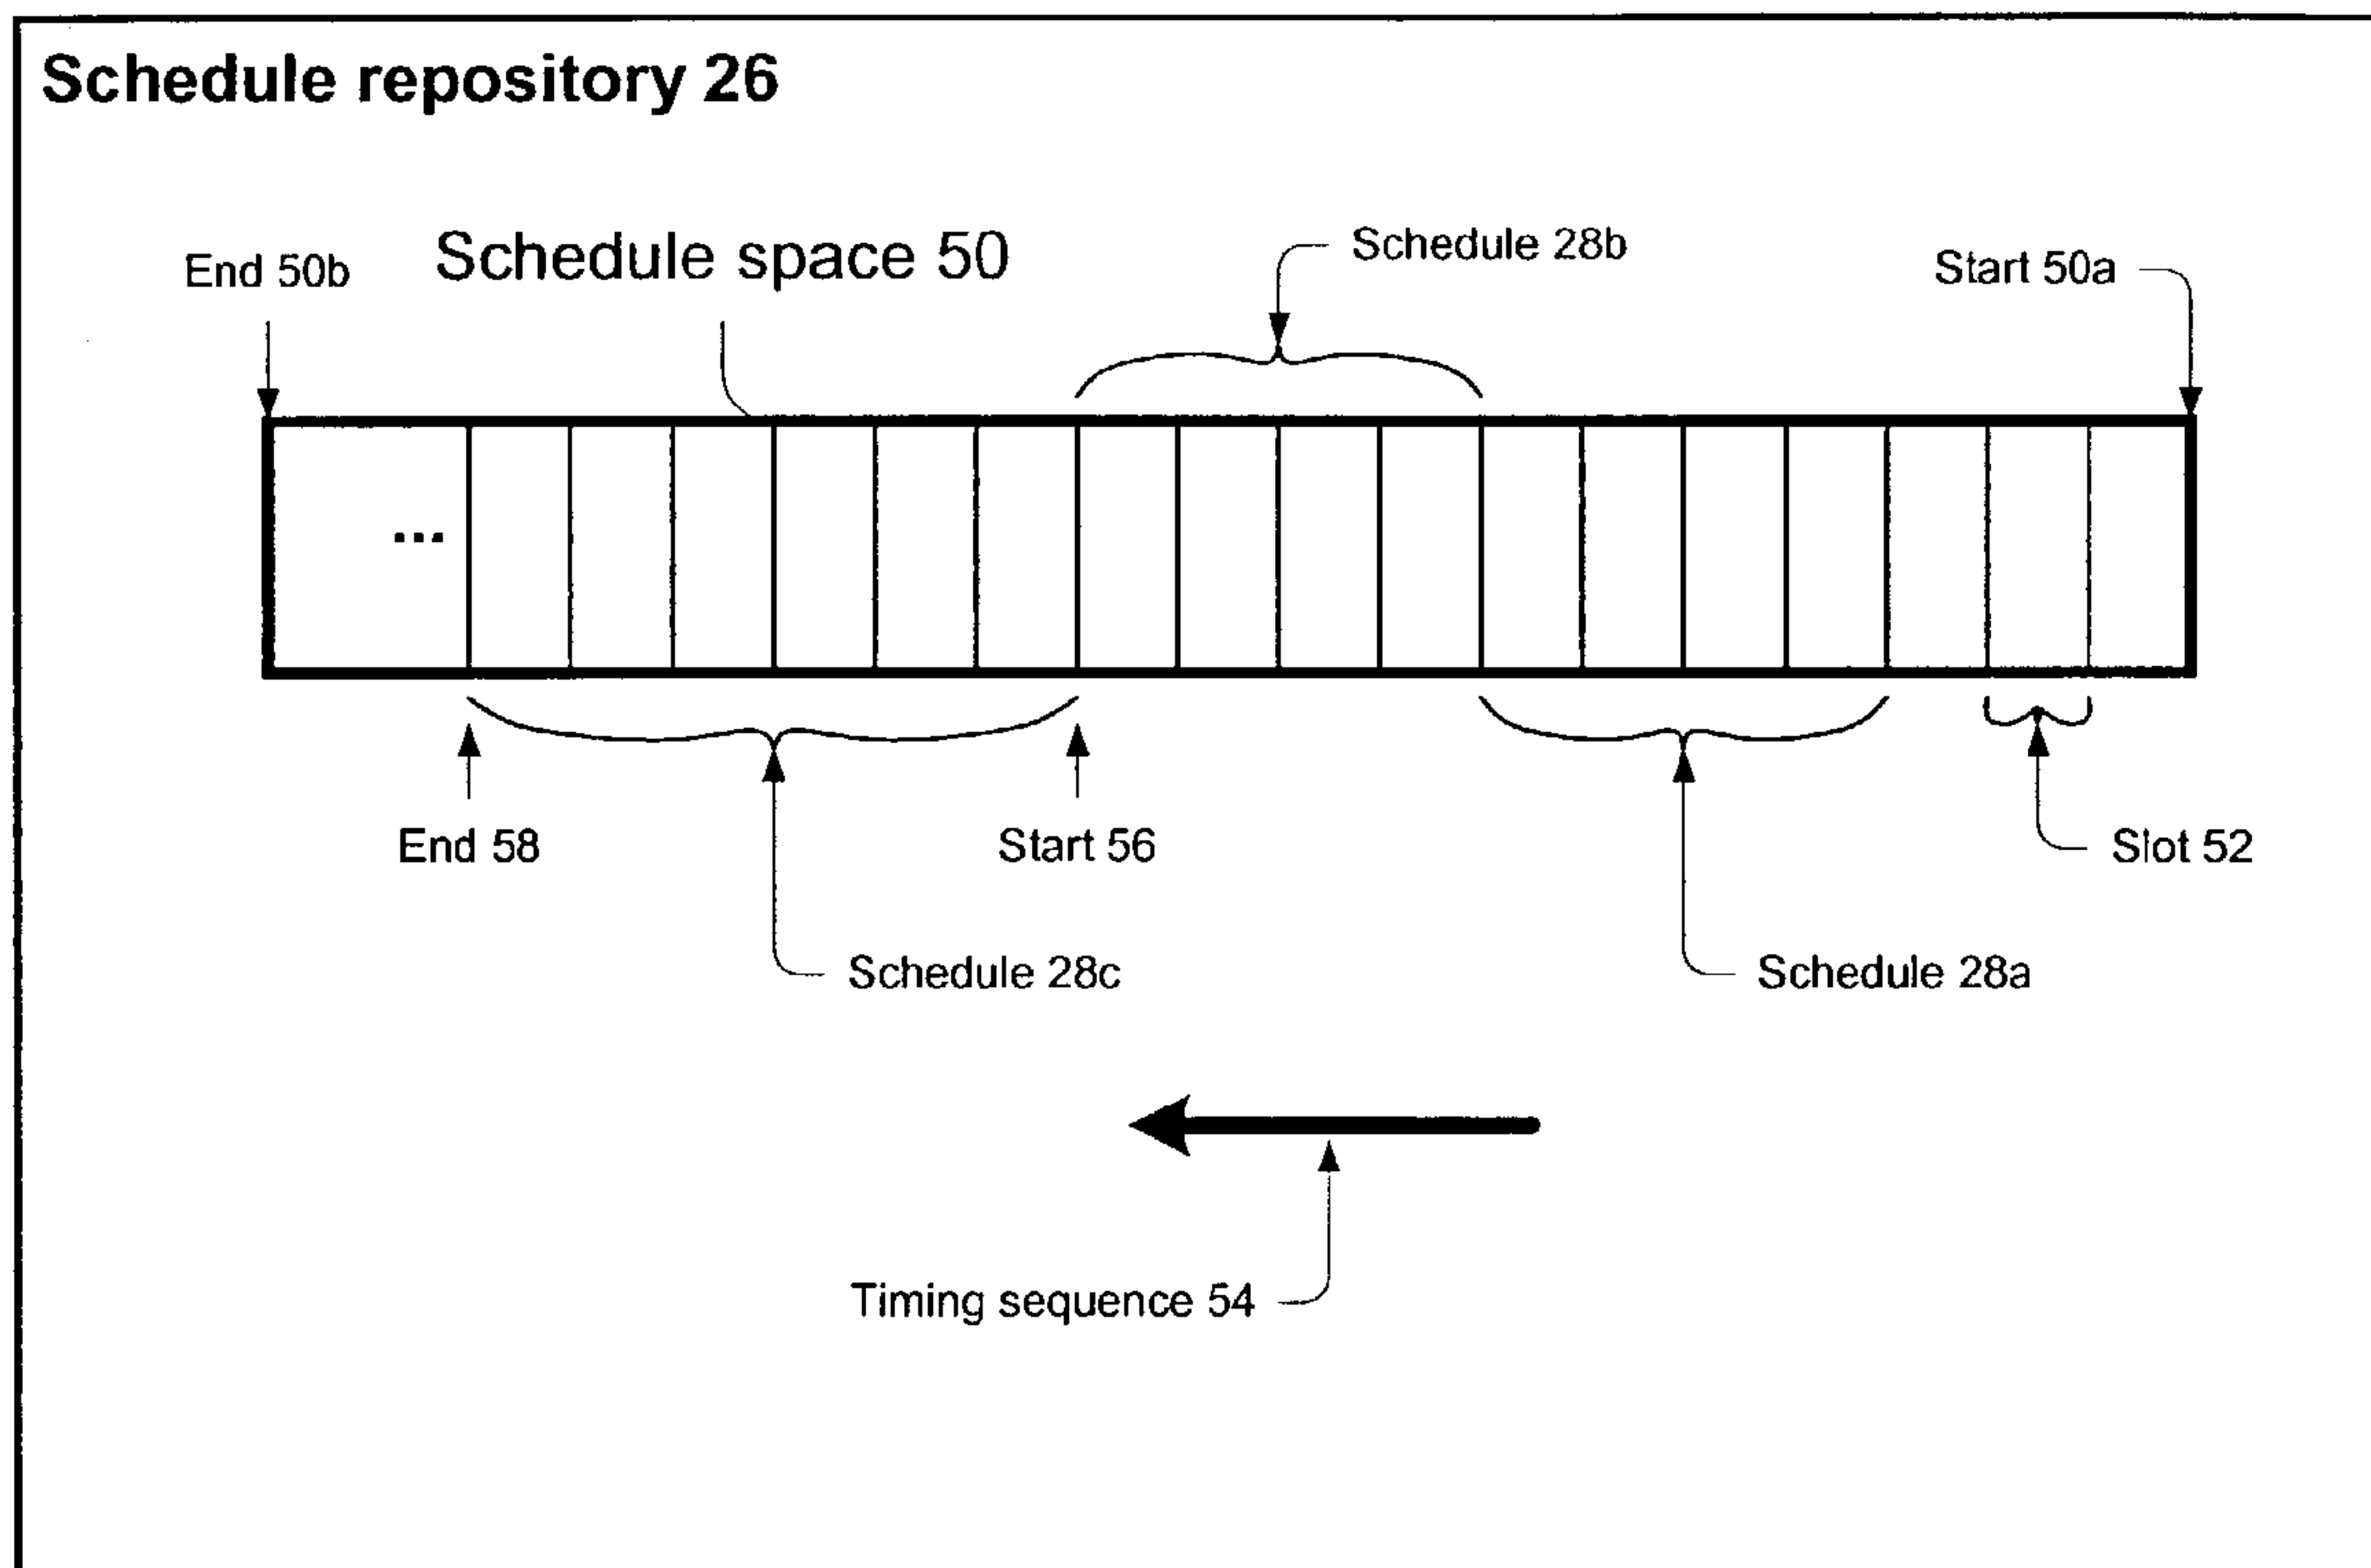 Schedule repository 26
Schedule 28b
End 50b
Schedule space 50
Start 50a
...
End 58
Start 56
Slot 52
Schedule 28c
Schedule 28a
Timing sequence 54